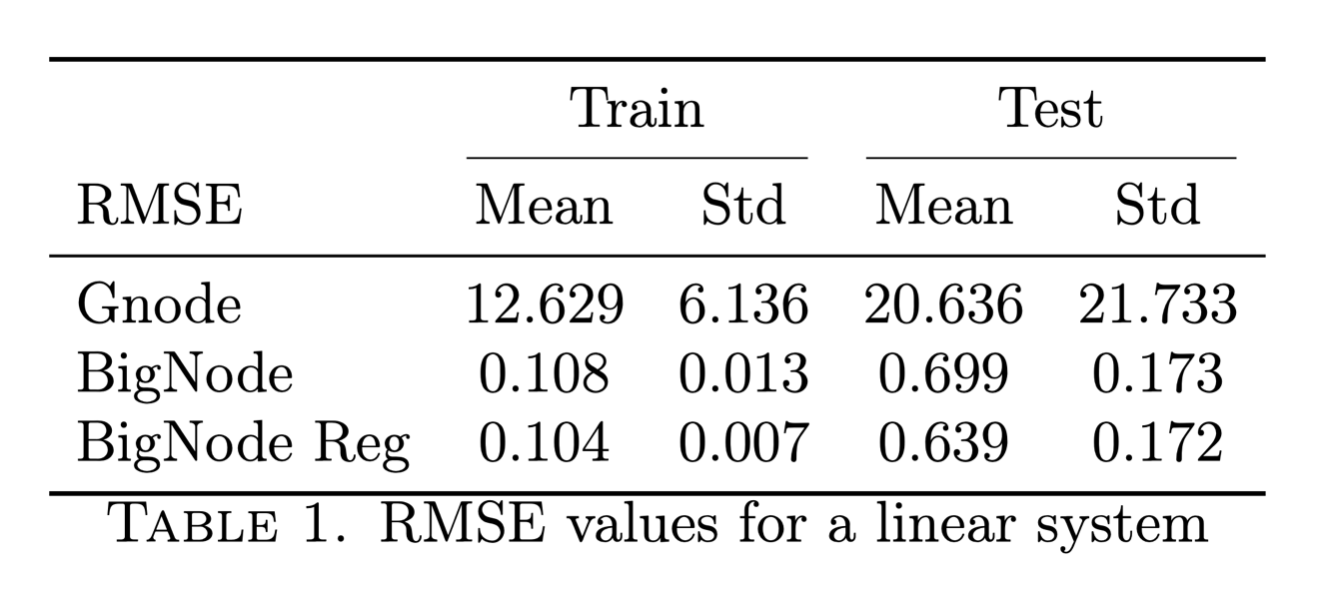 Train Test
RMSE Mean Std Mean Std
Gnode 12.629 6.136 20.636 21.733
BigNode 0.108 0.013 0.699 0.173
BigNode Reg 0.104 0.007 0.639 0.172
TABLE 1. RMSE values for a linear system